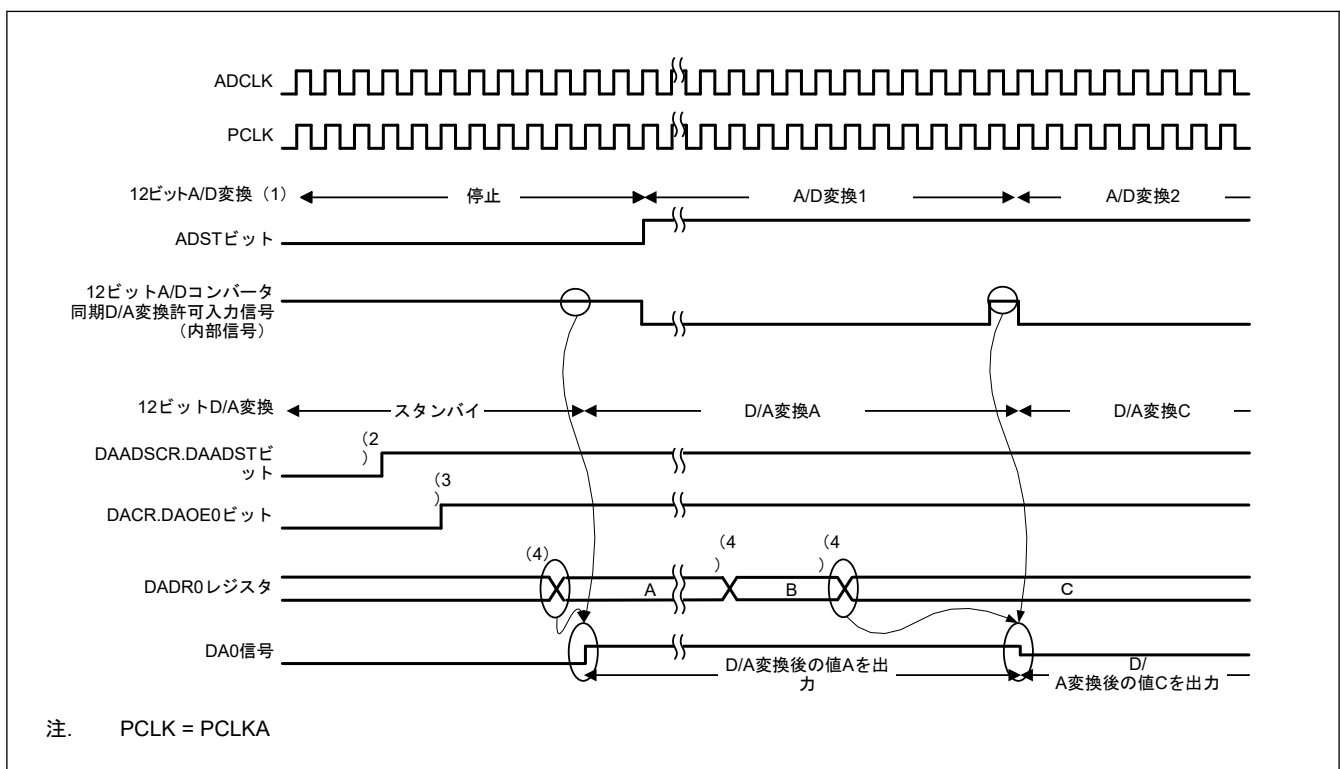 ADCLK
PCLK
12ビットA/D変換（1） 停止 A/D変換1 A/D変換2
ADSTビット
12ビットA/Dコンバータ
同期D/A変換許可入力信号
（内部信号）
12ビットD/A変換 スタンバイ D/A変換A D/A変換C
（2
）
DAADSCR.DAADSTビ
ット
（3
）
DACR.DAOE0ビット
（4） （4
） （4
）
DADR0レジスタ A B C
DA0信号
D/A変換後の値Aを出
力
D/
A変換後の値Cを出力
注. PCLK = PCLKA